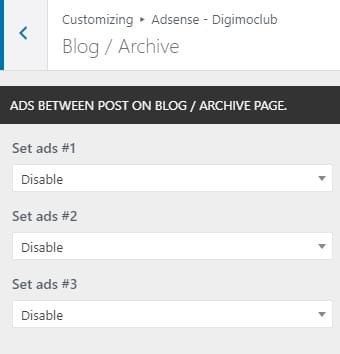 Customizing ▸ Adsense - Digimoclub
Blog / Archive
ADS BETWEEN POST ON BLOG / ARCHIVE PAGE.
Set ads #1
Disable
Set ads #2
Disable
Set ads #3
Disable